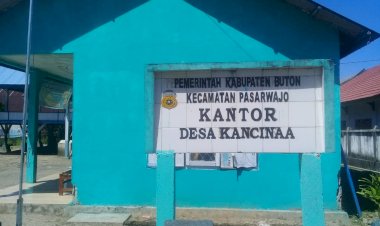 PEMERINTAH KABUPATEN BUTON
KECAMATAN PASARWAJO
KANTOR
DESA KANCINAA